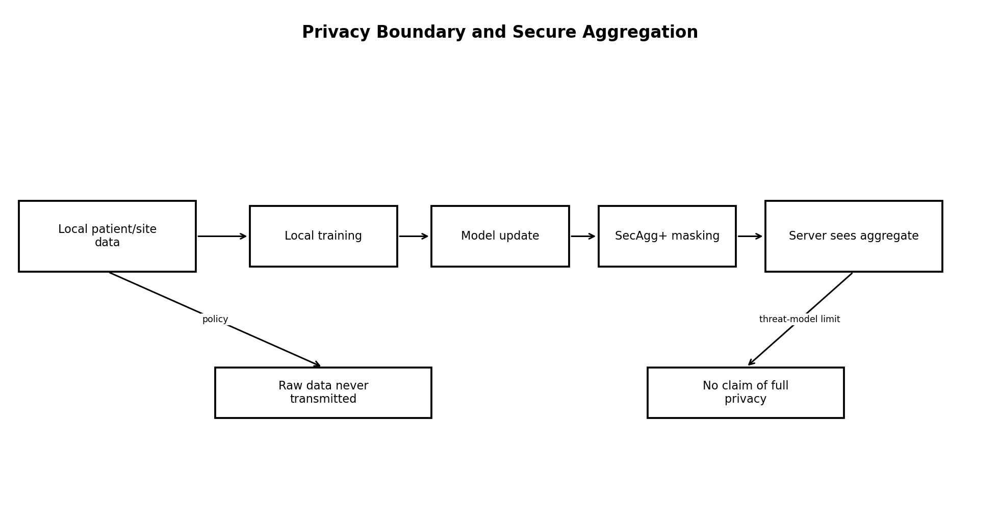 Privacy Boundary and Secure Aggregation
Local patient/site
data
Local training
Model update
SecAgg+ masking
Server sees aggregate
policy
threat-model limit
Raw data never
transmitted
No claim of full
privacy